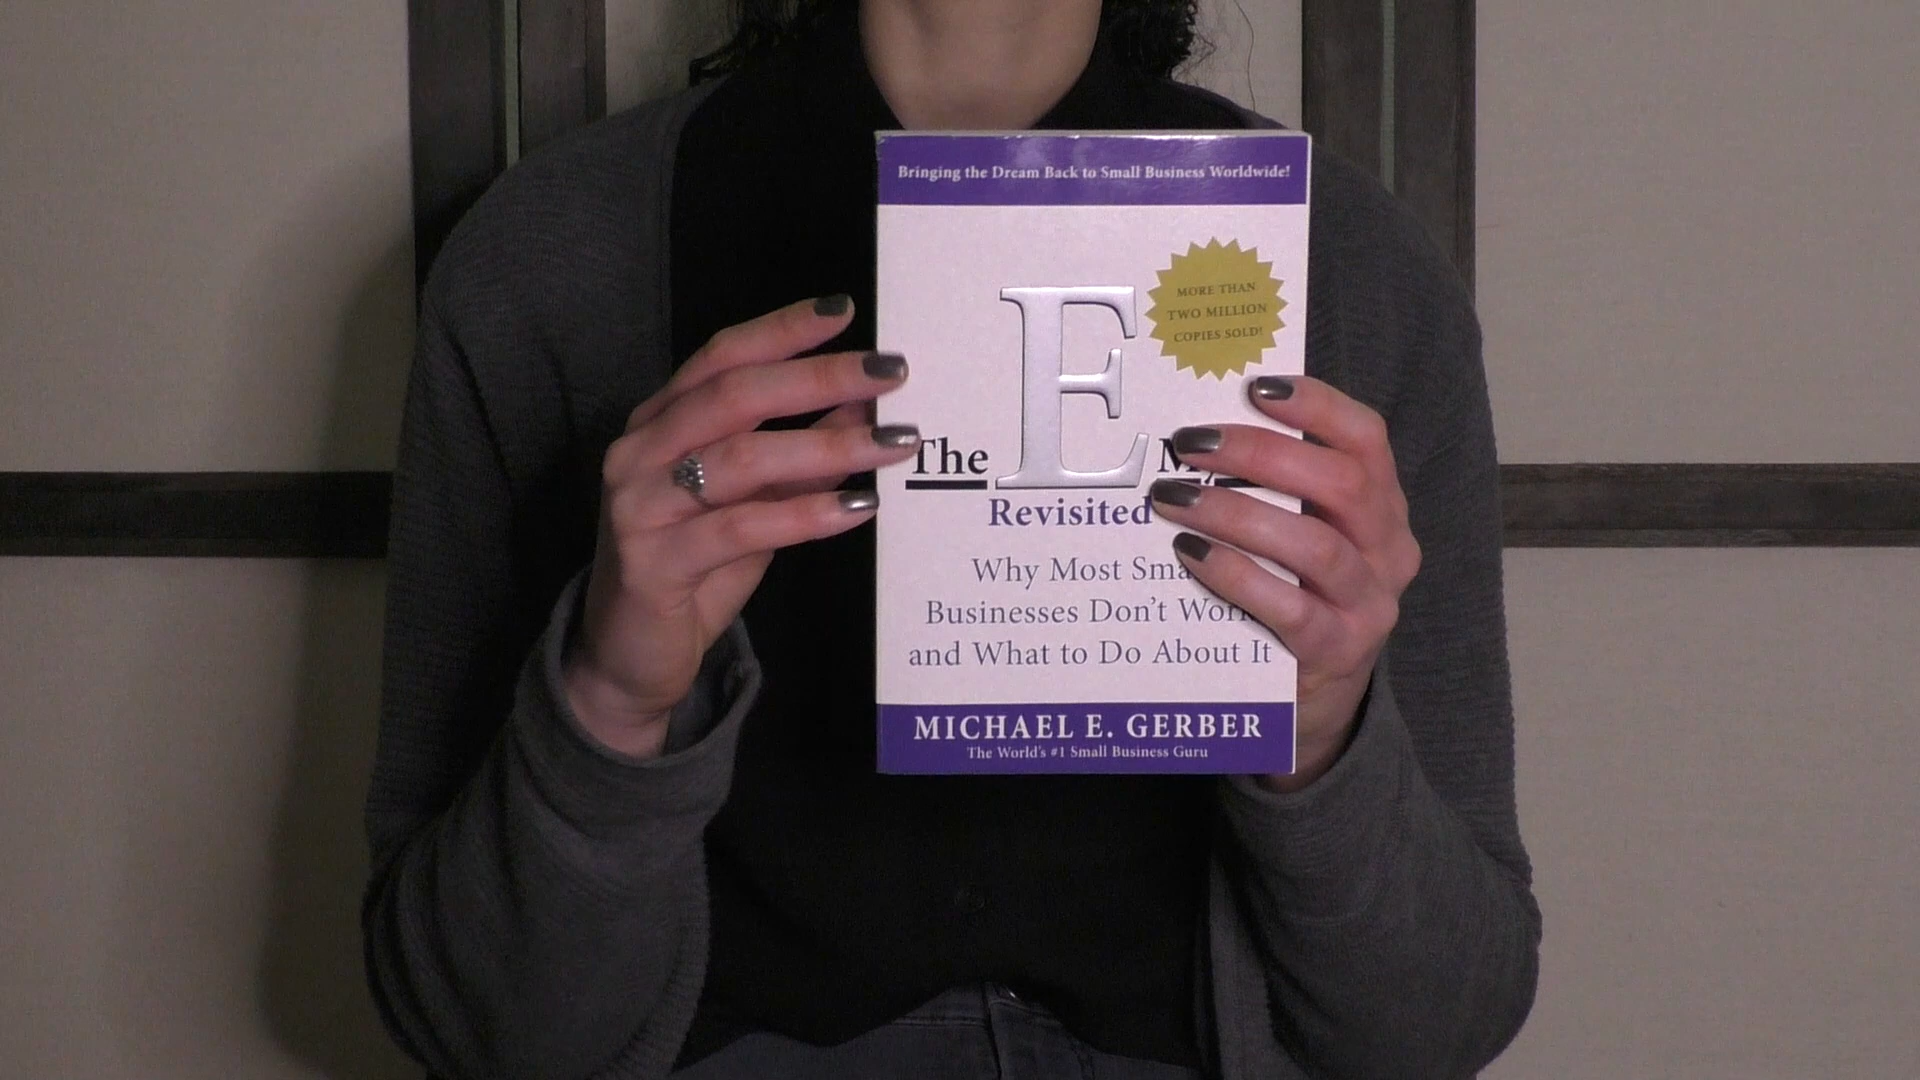 Bringing the Dream Back to Small Business Worldwide!
MORE THAN
TWO MILLION
COPIES SOLD!
The E
Revisited
Why Most
Businesses Don't Work
and What to Do About It
MICHAEL E. GERBER
The World's #1 Small Business Guru